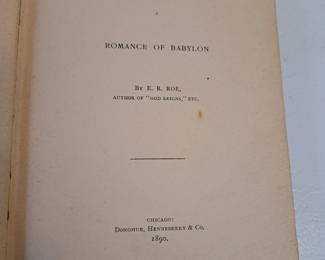 ROMANCE OF BABYLON
BY E. R. ROE,
AUTHOR OF "GOD REIGNS," ETC.
CHICAGO:
DONOHUE, HENNEBERRY & CO.
1890.